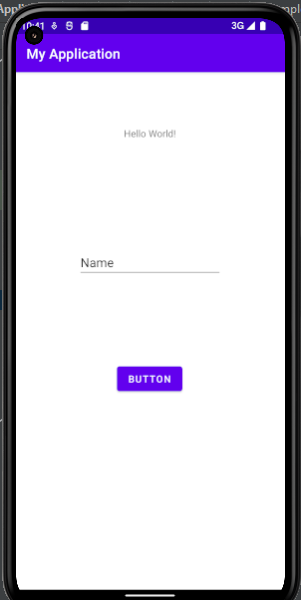 10:41 3G
My Application
Hello World!
Name
BUTTON